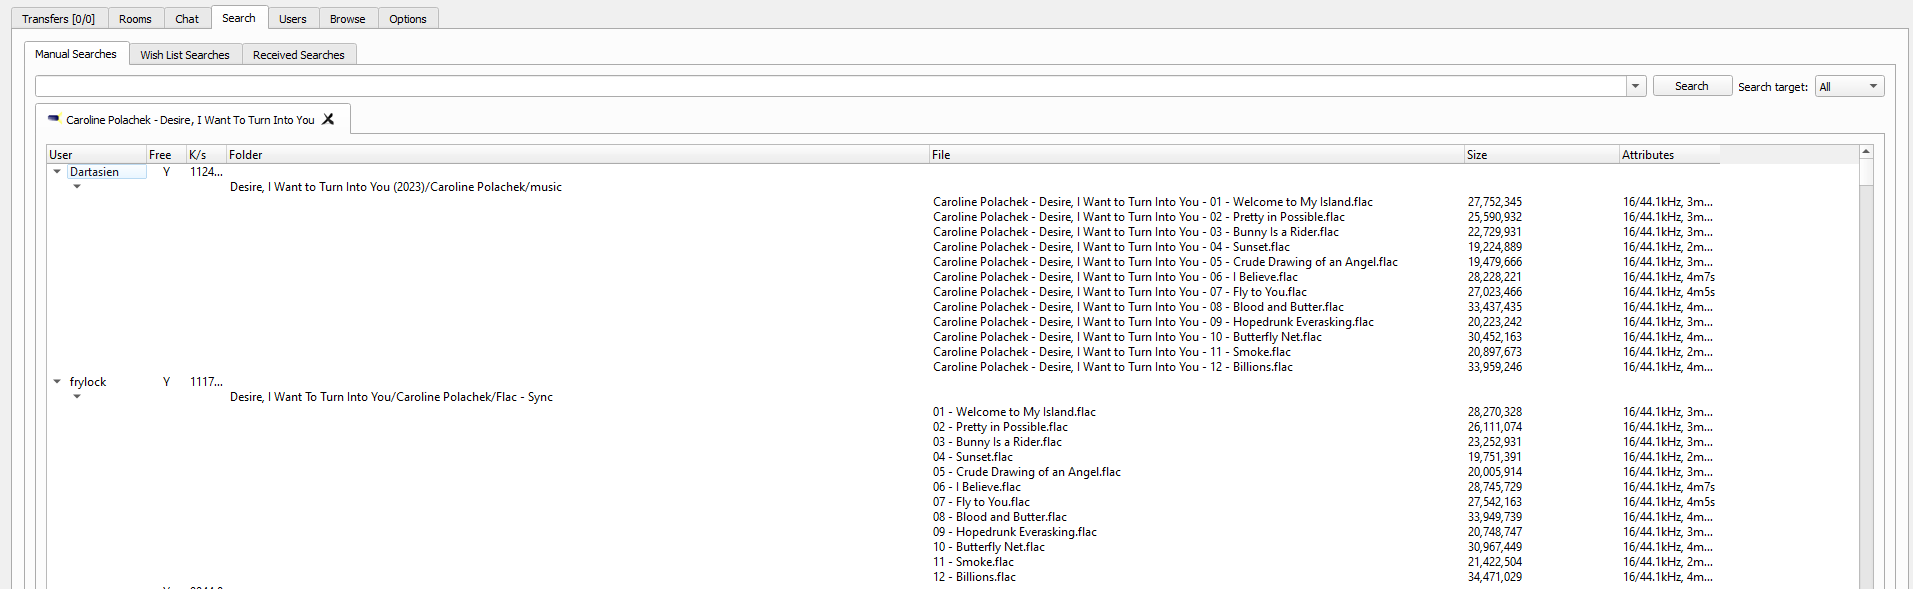 Transfers [0/0] Rooms Chat Search Users Browse Options
Manual Searches Wish List Searches Received Searches
Search Search target: All
Caroline Polachek - Desire, I Want To Turn Into You
User Free K/s Folder File Size Attributes
Dartasien Y 1124...
Desire, I Want to Turn Into You (2023)/Caroline Polachek/music
Caroline Polachek - Desire, I Want to Turn Into You - 01 - Welcome to My Island.flac 27,752,345 16/44.1kHz, 3m...
Caroline Polachek - Desire, I Want to Turn Into You - 02 - Pretty in Possible.flac 25,590,932 16/44.1kHz, 3m...
Caroline Polachek - Desire, I Want to Turn Into You - 03 - Bunny Is a Rider.flac 22,729,931 16/44.1kHz, 3m...
Caroline Polachek - Desire, I Want to Turn Into You - 04 - Sunset.flac 19,224,889 16/44.1kHz, 2m...
Caroline Polachek - Desire, I Want to Turn Into You - 05 - Crude Drawing of an Angel.flac 19,479,666 16/44.1kHz, 3m...
Caroline Polachek - Desire, I Want to Turn Into You - 06 - I Believe.flac 28,228,221 16/44.1kHz, 4m7s
Caroline Polachek - Desire, I Want to Turn Into You - 07 - Fly to You.flac 27,023,466 16/44.1kHz, 4m5s
Caroline Polachek - Desire, I Want to Turn Into You - 08 - Blood and Butter.flac 33,437,435 16/44.1kHz, 4m...
Caroline Polachek - Desire, I Want to Turn Into You - 09 - Hopedrunk Everasking.flac 20,223,242 16/44.1kHz, 3m...
Caroline Polachek - Desire, I Want to Turn Into You - 10 - Butterfly Net.flac 30,452,163 16/44.1kHz, 4m...
Caroline Polachek - Desire, I Want to Turn Into You - 11 - Smoke.flac 20,897,673 16/44.1kHz, 2m...
Caroline Polachek - Desire, I Want to Turn Into You - 12 - Billions.flac 33,959,246 16/44.1kHz, 4m...
frylock Y 1117...
Desire, I Want To Turn Into You/Caroline Polachek/Flac - Sync
01 - Welcome to My Island.flac 28,270,328 16/44.1kHz, 3m...
02 - Pretty in Possible.flac 26,111,074 16/44.1kHz, 3m...
03 - Bunny Is a Rider.flac 23,252,931 16/44.1kHz, 3m...
04 - Sunset.flac 19,751,391 16/44.1kHz, 2m...
05 - Crude Drawing of an Angel.flac 20,005,914 16/44.1kHz, 3m...
06 - I Believe.flac 28,745,729 16/44.1kHz, 4m7s
07 - Fly to You.flac 27,542,163 16/44.1kHz, 4m5s
08 - Blood and Butter.flac 33,949,739 16/44.1kHz, 4m...
09 - Hopedrunk Everasking.flac 20,748,747 16/44.1kHz, 3m...
10 - Butterfly Net.flac 30,967,449 16/44.1kHz, 4m...
11 - Smoke.flac 21,422,504 16/44.1kHz, 2m...
12 - Billions.flac 34,471,029 16/44.1kHz, 4m...